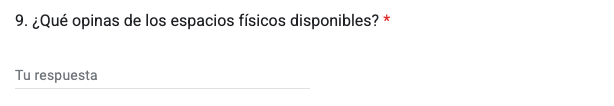 9. ¿Qué opinas de los espacios físicos disponibles? *
Tu respuesta